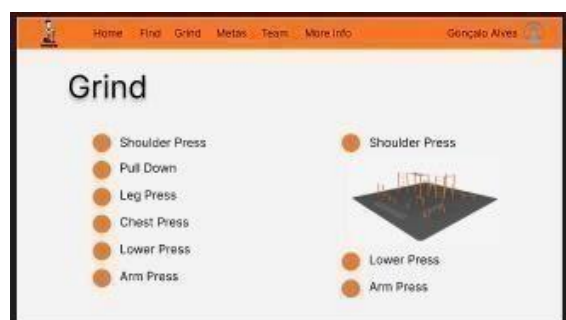 Home Find Grind Metas Team More Info Gonçalo Alves
Grind
Shoulder Press
Pull Down
Leg Press
Chest Press
Lower Press
Arm Press
Shoulder Press
Lower Press
Arm Press